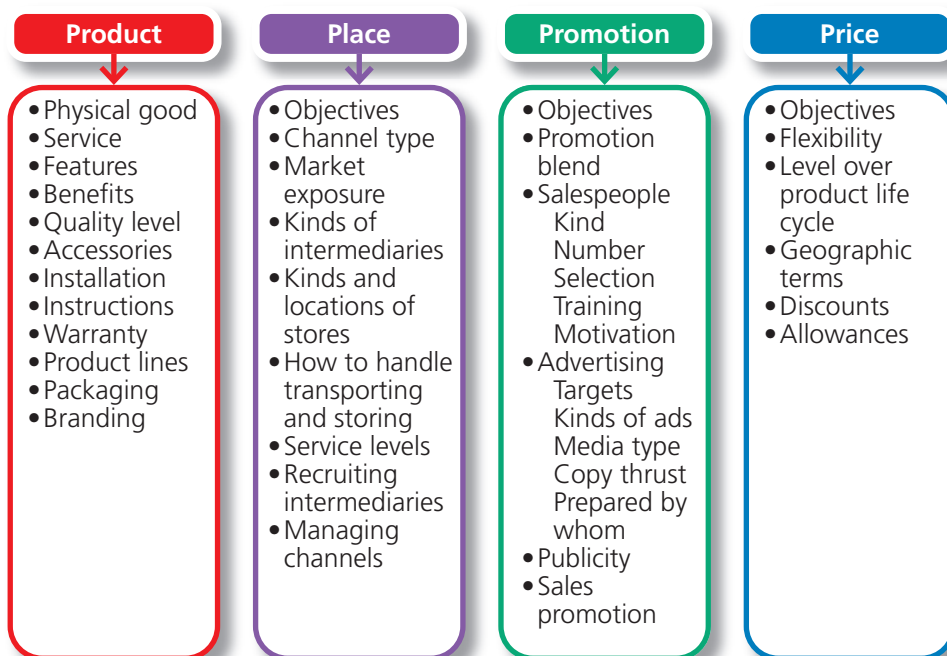 Product
• Physical good
• Service
• Features
• Benefits
• Quality level
• Accessories
• Installation
• Instructions
• Warranty
• Product lines
• Packaging
• Branding
Place
• Objectives
• Channel type
• Market
exposure
• Kinds of
intermediaries
• Kinds and
locations of
stores
• How to handle
transporting
and storing
• Service levels
• Recruiting
intermediaries
• Managing
channels
Promotion
• Objectives
• Promotion
blend
• Salespeople
Kind
Number
Selection
Training
Motivation
• Advertising
Targets
Kinds of ads
Media type
Copy thrust
Prepared by
whom
• Publicity
• Sales
promotion
Price
• Objectives
• Flexibility
• Level over
product life
cycle
• Geographic
terms
• Discounts
• Allowances